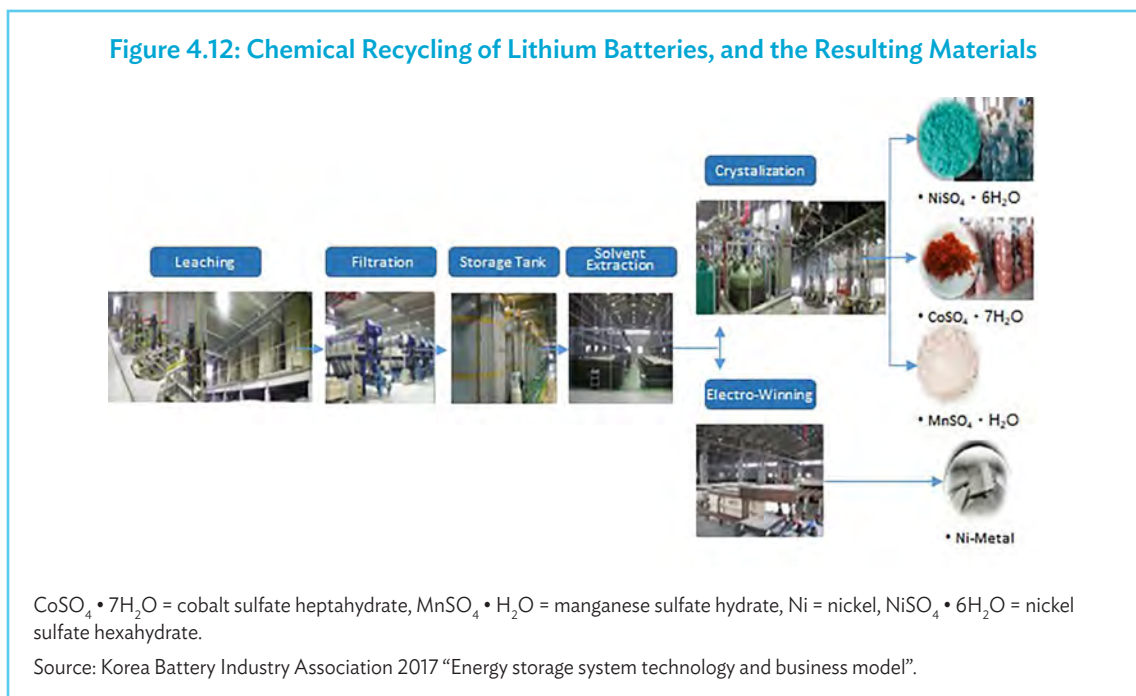 Figure 4.12: Chemical Recycling of Lithium Batteries, and the Resulting Materials
Leaching
Filtration
Storage Tank
Solvent
Extraction
Crystalization
• NiSO₄ • 6H₂O
• CoSO₄ • 7H₂O
• MnSO₄ • H₂O
Electro-Winning
• Ni-Metal
CoSO₄ • 7H₂O = cobalt sulfate heptahydrate, MnSO₄ • H₂O = manganese sulfate hydrate, Ni = nickel, NiSO₄ • 6H₂O = nickel
sulfate hexahydrate.
Source: Korea Battery Industry Association 2017 “Energy storage system technology and business model”.